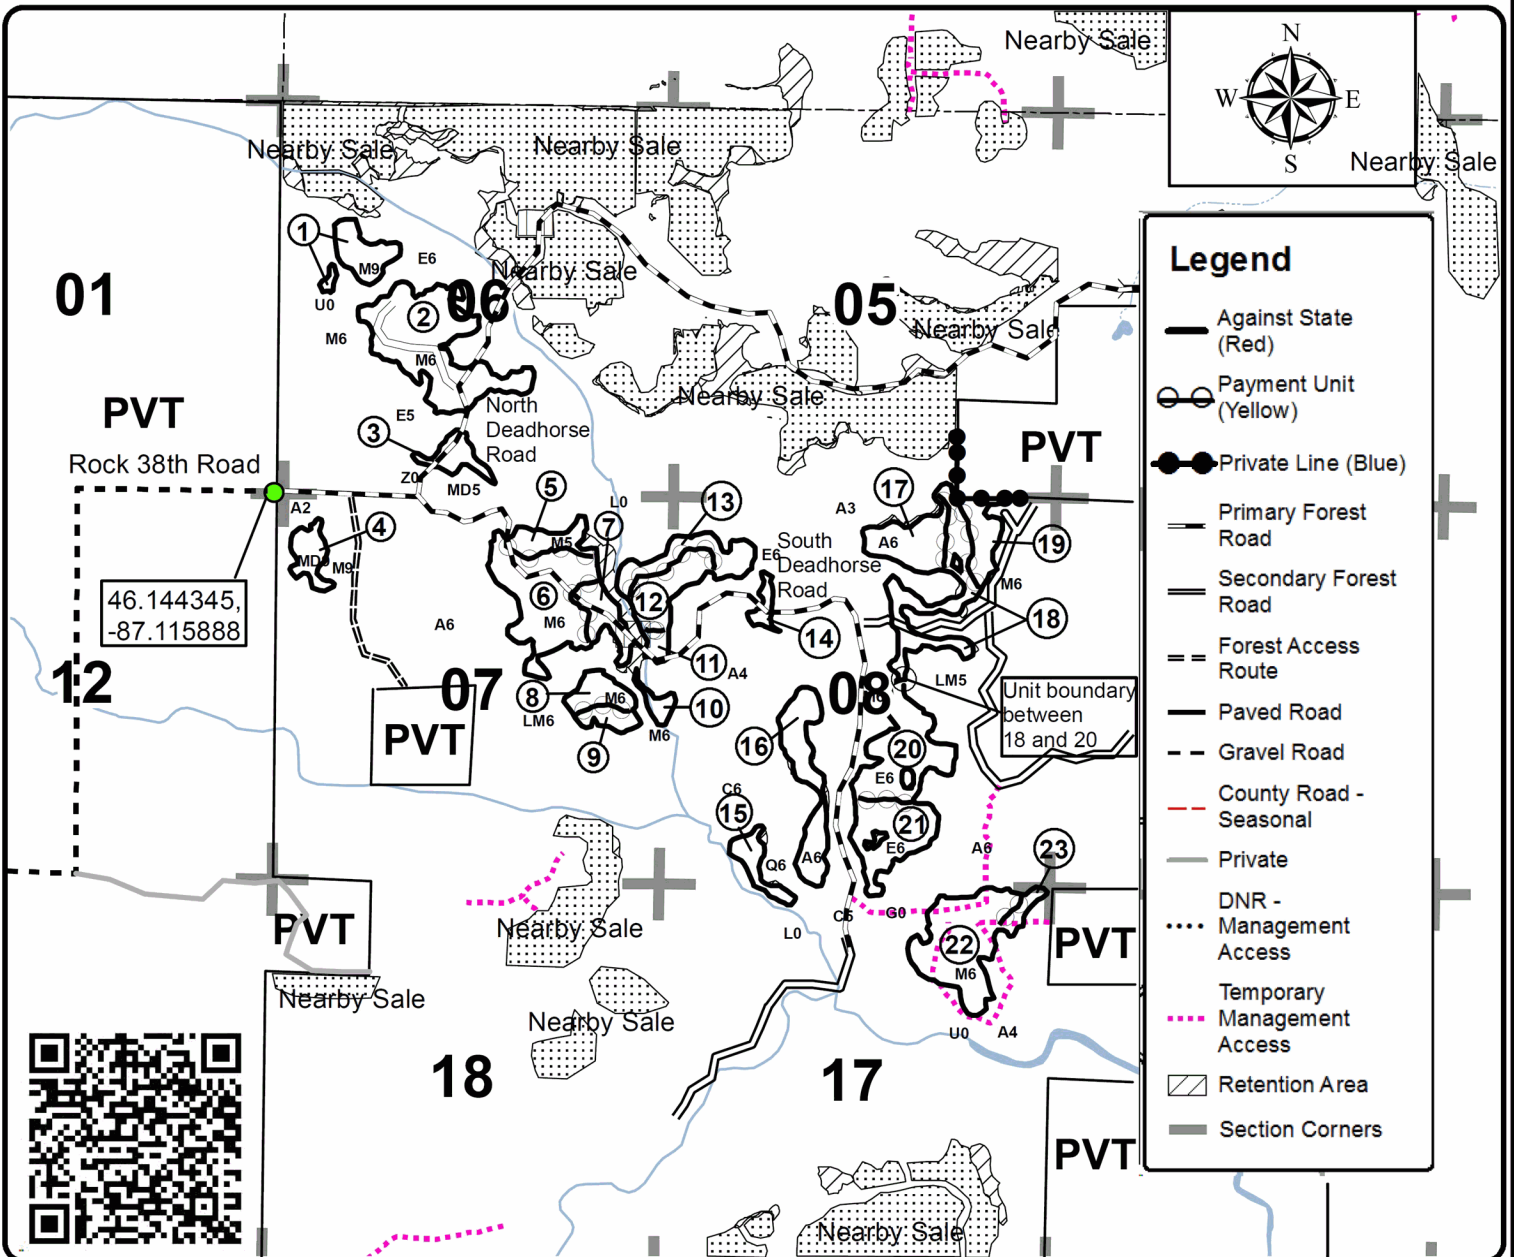 Nearby Sale
N
W E
S
Nearby Sale
Nearby Sale
Nearby Sale
1
M9
E6
U0
Nearby Sale
01
06
05
2
M6
M6
Nearby Sale
Nearby Sale
PVT
E5
North
Deadhorse
Road
3
Z0
MD5
Rock 38th Road
A2
46.144345,
-87.115888
4
M9
5
L0
7
13
M5
6
M6
12
E6
South
Deadhorse
Road
14
11
A4
A3
17
A6
PVT
19
M6
18
LM5
Unit boundary
between
18 and 20
A6
12
07
PVT
8
M6
LM6
9
10
M6
08
16
20
E6
C6
15
Q6
A6
21
E6
A6
23
PVT
C5
G0
L0
22
M6
U0
A4
PVT
Nearby Sale
Nearby Sale
Nearby Sale
18
17
PVT
Nearby Sale
Legend
Against State
(Red)
Payment Unit
(Yellow)
Private Line (Blue)
Primary Forest
Road
Secondary Forest
Road
Forest Access
Route
Paved Road
Gravel Road
County Road -
Seasonal
Private
DNR -
Management
Access
Temporary
Management
Access
Retention Area
Section Corners